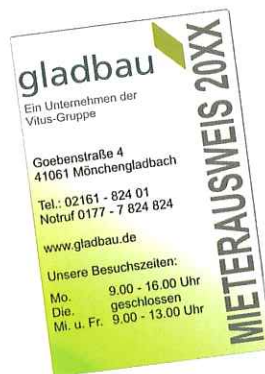 gladbau
Ein Unternehmen der
Vitus-Gruppe
Goebenstraße 4
41061 Mönchengladbach
Tel.: 02161 - 824 01
Notruf 0177 - 7 824 824
www.gladbau.de
Unsere Besuchszeiten:
Mo. 9.00 - 16.00 Uhr
Die. geschlossen
Mi. u. Fr. 9.00 - 13.00 Uhr
MIETERAUSWEIS 20XX